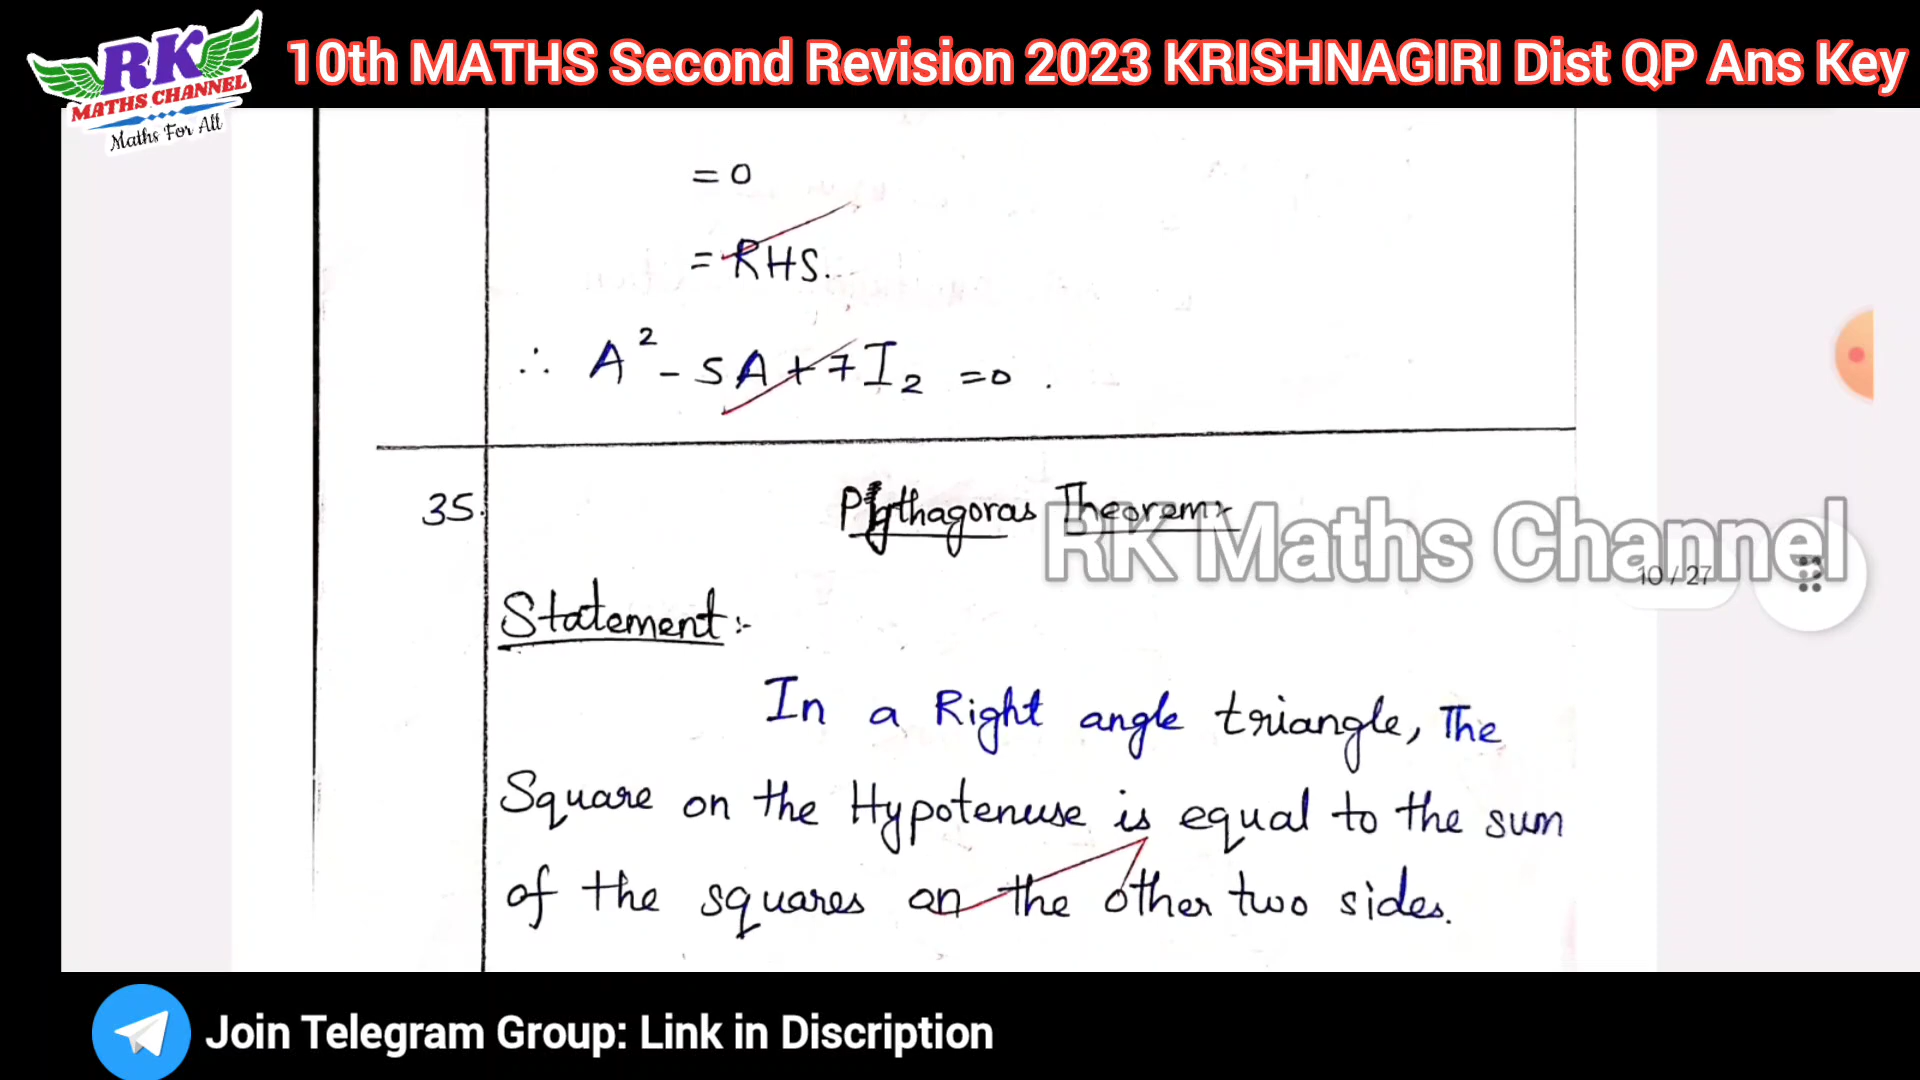 RK
MATHS CHANNEL
Maths For All
10th MATHS Second Revision 2023 KRISHNAGIRI Dist QP Ans Key
= 0
= RHS.
∴ A² - 5A + 7I₂ = 0 .
35.
Pythagoras Theorem:-
RK Maths Channel
10 / 27
Statement :-
In a Right angle triangle, The
Square on the Hypotenuse is equal to the sum
of the squares on the other two sides.
Join Telegram Group: Link in Discription